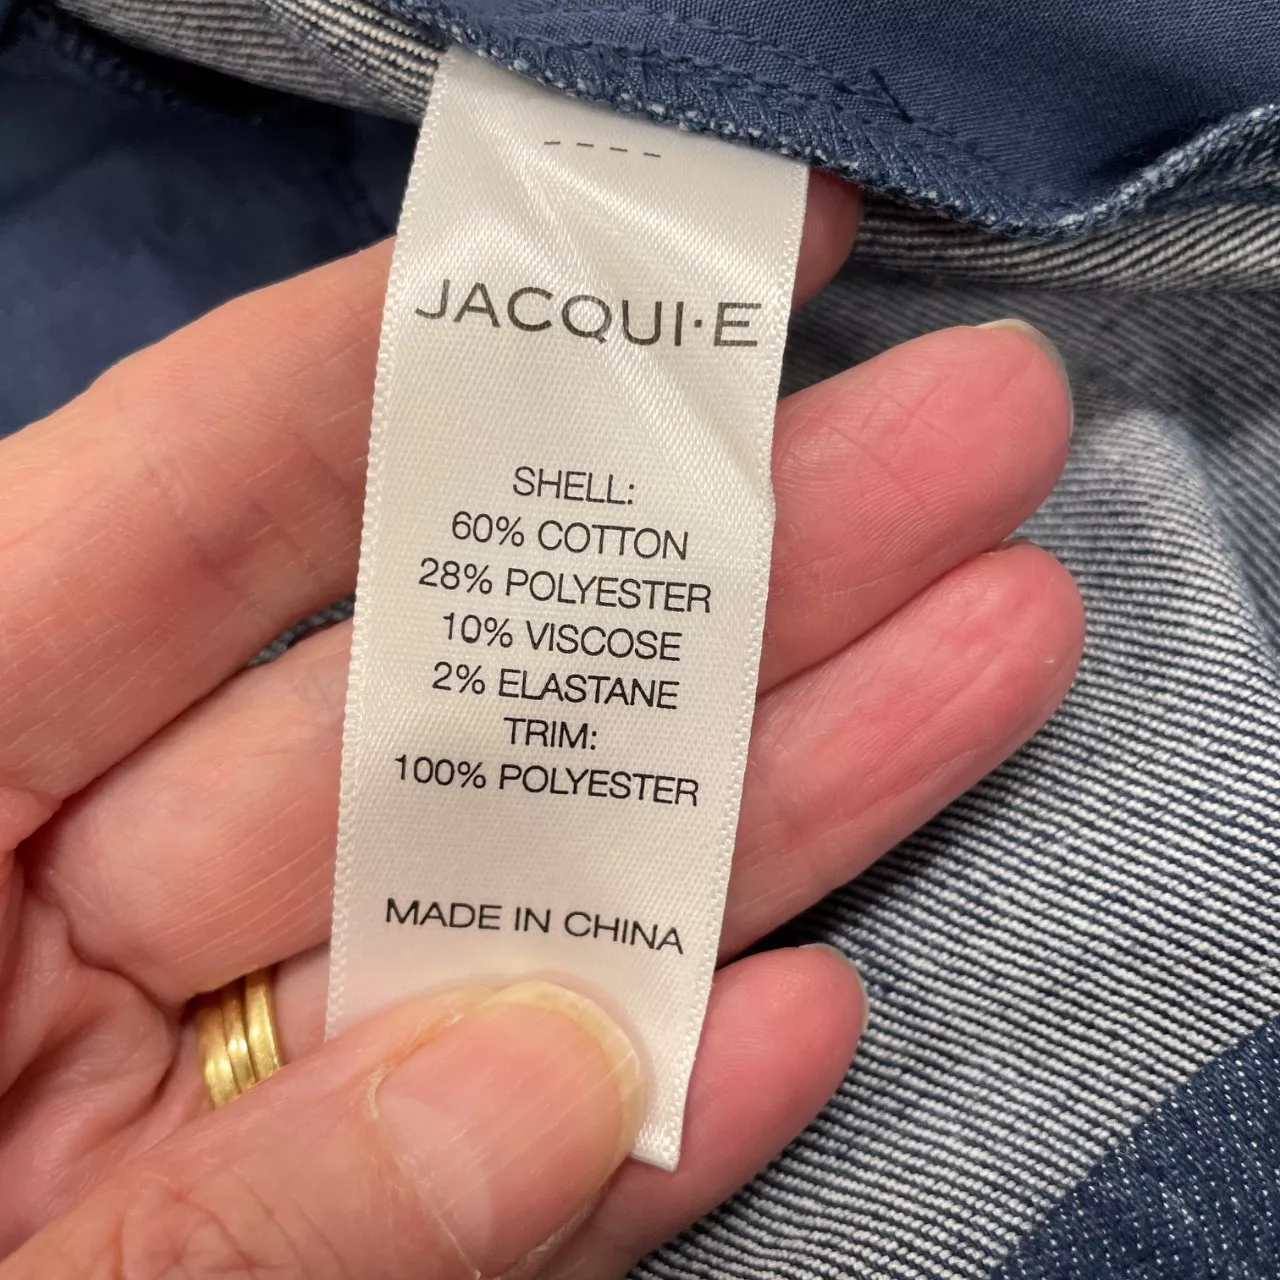 JACQUI·E
SHELL:
60% COTTON
28% POLYESTER
10% VISCOSE
2% ELASTANE
TRIM:
100% POLYESTER
MADE IN CHINA